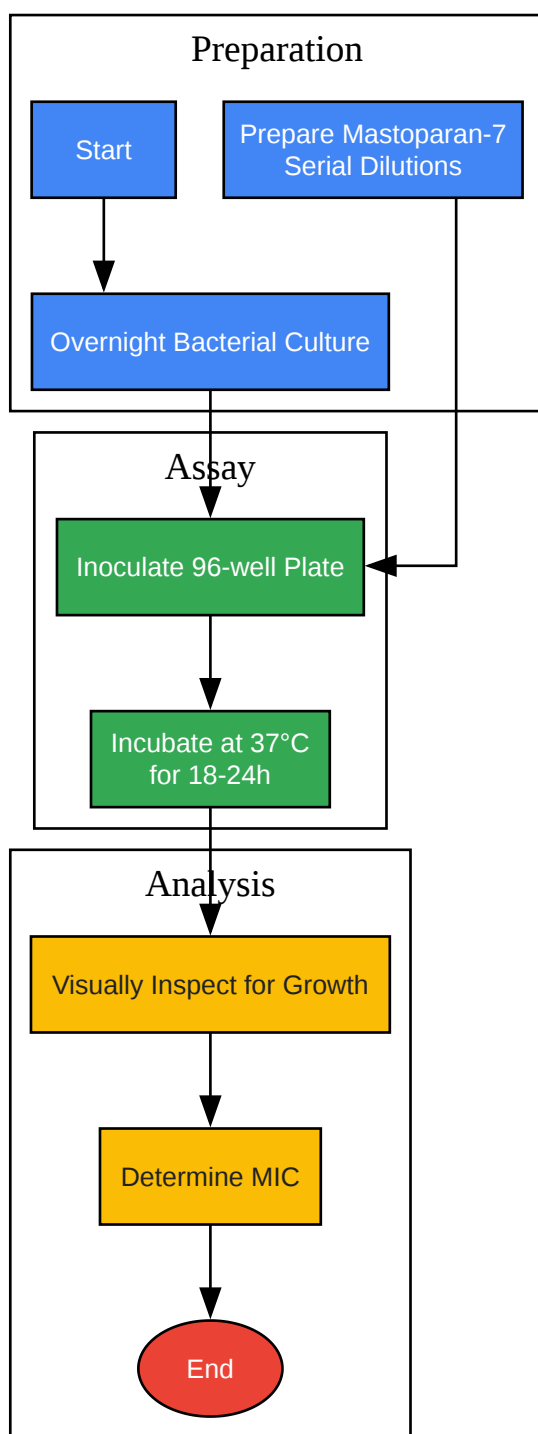 Preparation
Start
Prepare Mastoparan-7
Serial Dilutions
Overnight Bacterial Culture
Assay
Inoculate 96-well Plate
Incubate at 37°C
for 18-24h
Analysis
Visually Inspect for Growth
Determine MIC
End